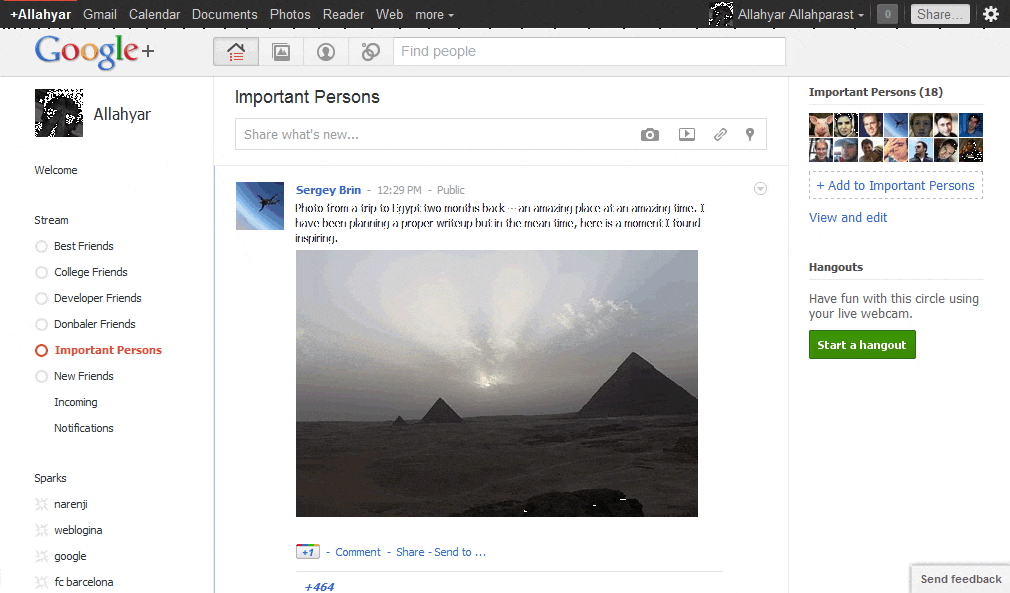 +Allahyar Gmail Calendar Documents Photos Reader Web more Allahyar Allahparast 0 Share...
Google+
Find people
Allahyar
Welcome
Stream
Best Friends
College Friends
Developer Friends
Donbaler Friends
Important Persons
New Friends
Incoming
Notifications
Sparks
narenji
weblogina
google
fc barcelona
Important Persons
Share what's new...
Sergey Brin - 12:29 PM - Public
Photo from a trip to Egypt two months back -- an amazing place at an amazing time. I
have been planning a proper writeup but in the mean time, here is a moment I found
inspiring.
+1 - Comment - Share - Send to ...
+464
Important Persons (18)
+ Add to Important Persons
View and edit
Hangouts
Have fun with this circle using
your live webcam.
Start a hangout
Send feedback